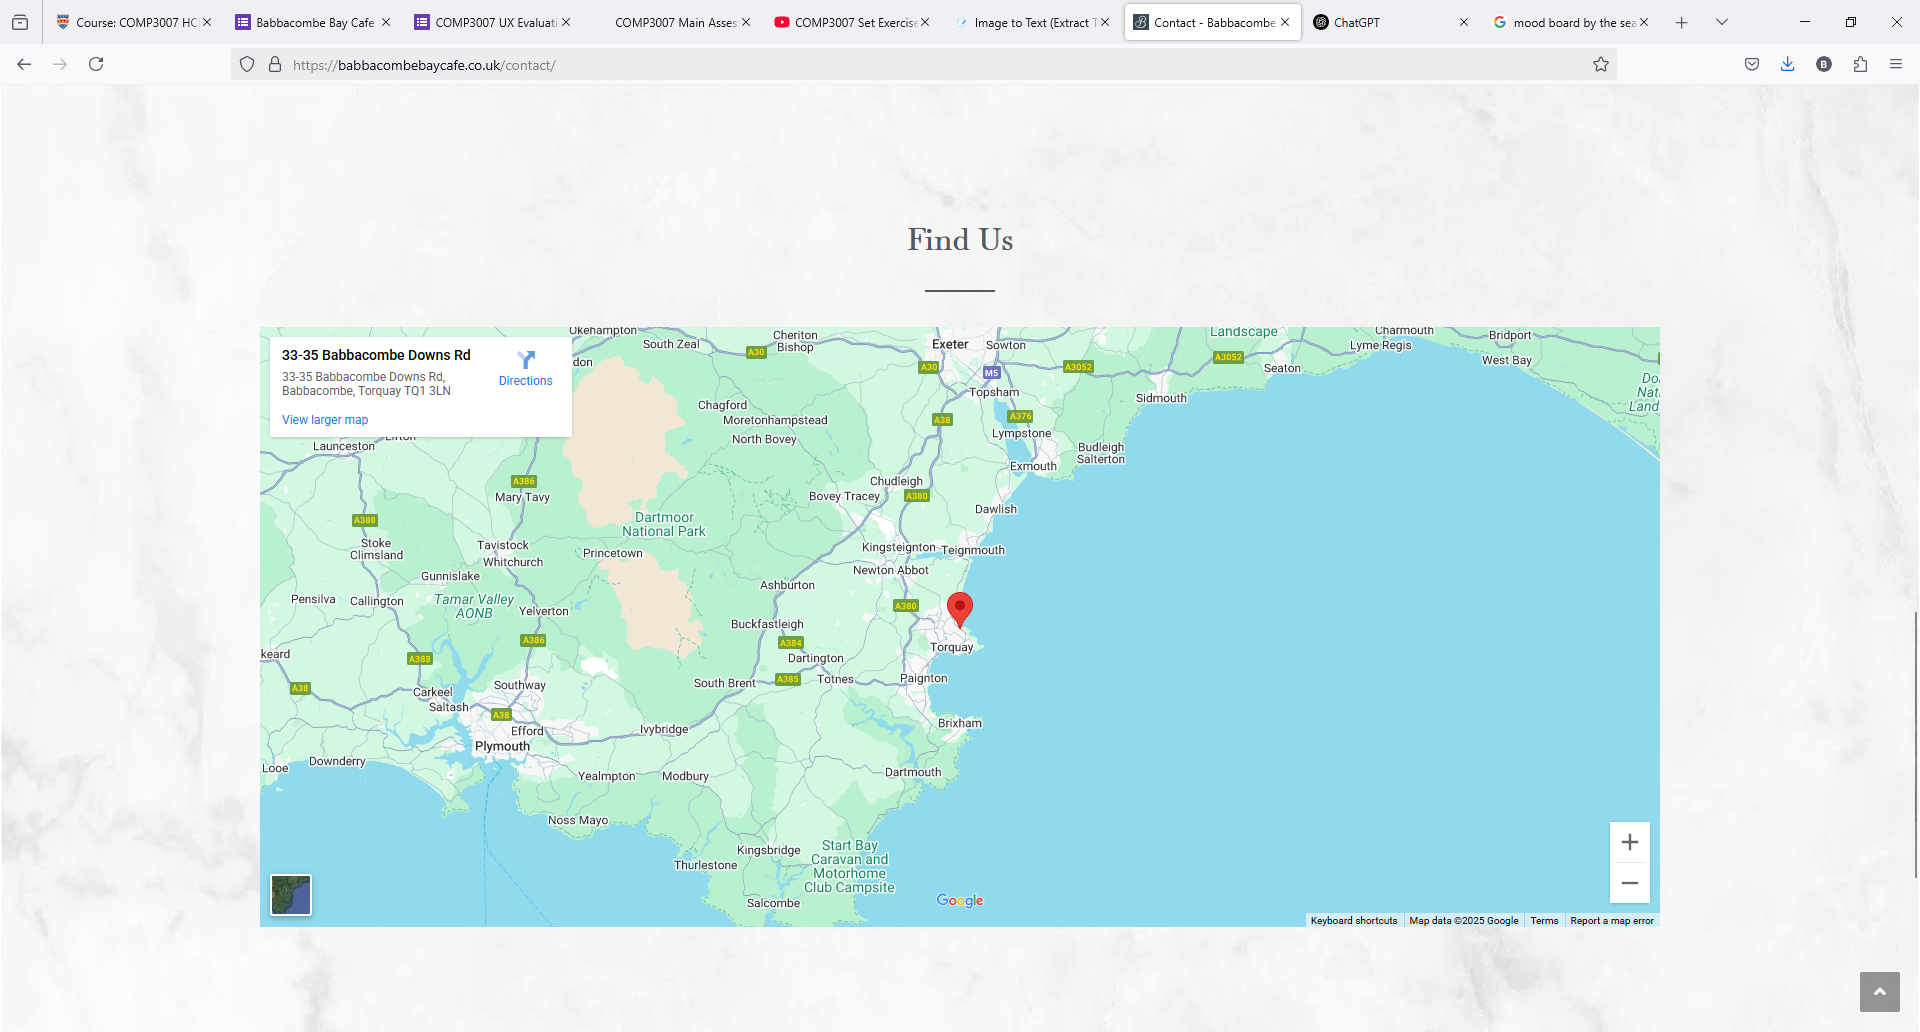 Course: COMP3007 HC
Babbacombe Bay Cafe
COMP3007 UX Evaluati
COMP3007 Main Asses
COMP3007 Set Exercise
Image to Text (Extract T
Contact - Babbacombe
ChatGPT
mood board by the sea
https://babbacombebaycafe.co.uk/contact/
B
Find Us
33-35 Babbacombe Downs Rd
33-35 Babbacombe Downs Rd,
Babbacombe, Torquay TQ1 3LN
Directions
View larger map
Okehampton
South Zeal
Cheriton
Bishop
A30
Exeter
Sowton
A30
M5
Topsham
A3052
Landscape
A3052
Seaton
Charmouth
Lyme Regis
Bridport
West Bay
don
Chagford
Moretonhampstead
North Bovey
A38
A376
Lympstone
Exmouth
Sidmouth
Budleigh
Salterton
Launceston
A386
Mary Tavy
Chudleigh
Bovey Tracey
A380
Dawlish
A388
Dartmoor
National Park
Stoke
Climsland
Tavistock
Whitchurch
Princetown
Kingsteignton
Teignmouth
Newton Abbot
Gunnislake
Ashburton
Pensilva
Callington
Tamar Valley
AONB
Yelverton
A380
Buckfastleigh
A386
A384
Torquay
keard
A388
Dartington
A38
Carkeel
Saltash
Southway
South Brent
A385
Totnes
Paignton
A38
Efford
Plymouth
Ivybridge
Brixham
Looe
Downderry
Yealmpton
Modbury
Dartmouth
Noss Mayo
Kingsbridge
Thurlestone
Start Bay
Caravan and
Motorhome
Club Campsite
Salcombe
Google
Keyboard shortcuts
Map data ©2025 Google
Terms
Report a map error